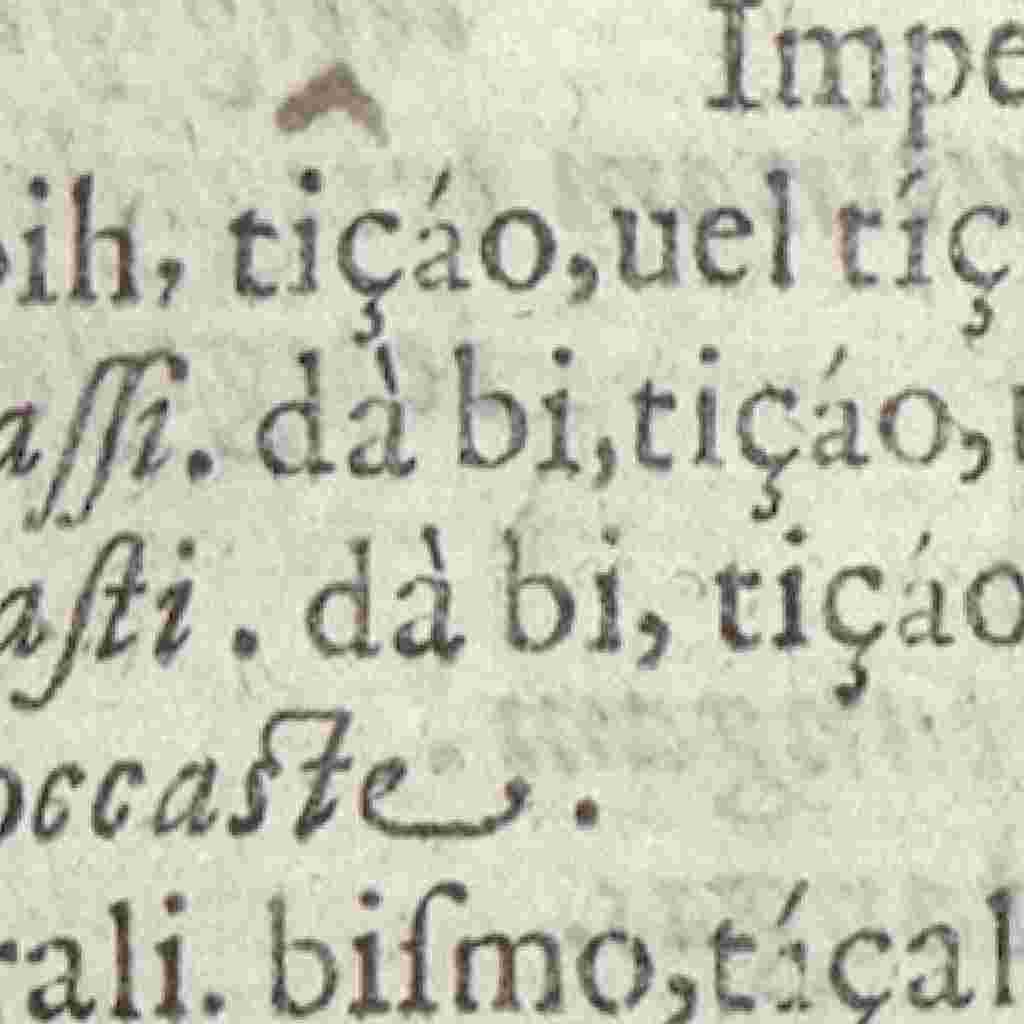 Impe
bih, tiçáo,uel tíç
aſſi. dà bi,tiçáo,
aſti . dà bi, tiçáo
occaſte .
rali. biſmo,tíçal